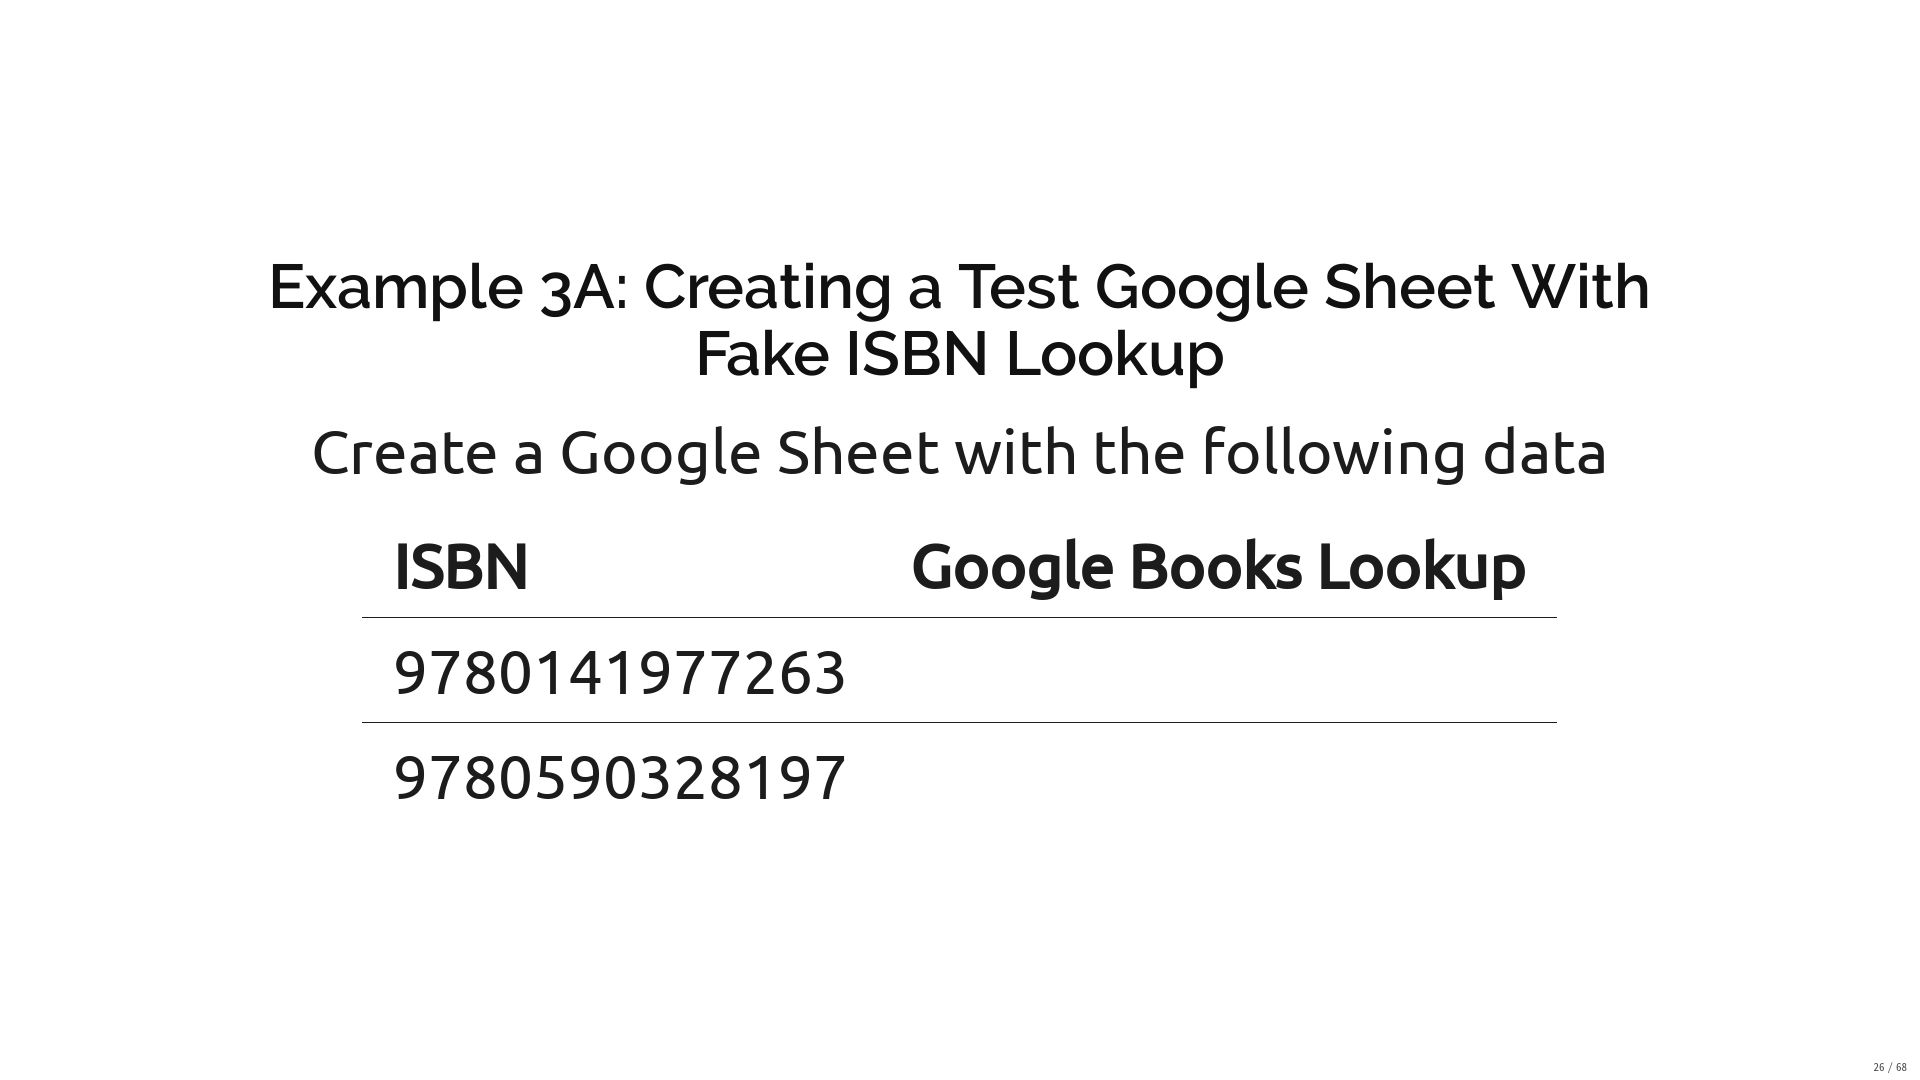 Example 3A: Creating a Test Google Sheet With
Fake ISBN Lookup
Create a Google Sheet with the following data
ISBN Google Books Lookup
9780141977263
9780590328197
26 / 68